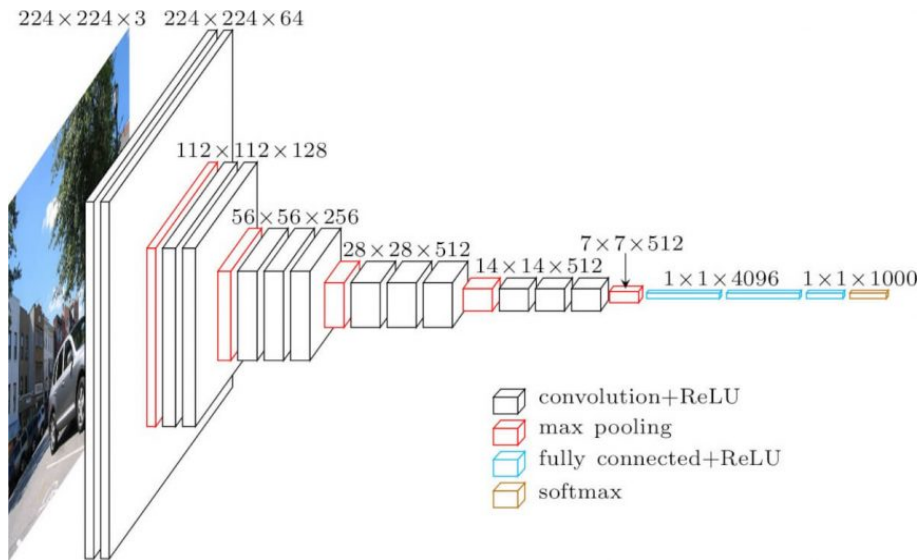 224×224×3
224×224×64
112×112×128
56×56×256
28×28×512
14×14×512
7×7×512
1×1×4096
1×1×1000
convolution+ReLU
max pooling
fully connected+ReLU
softmax